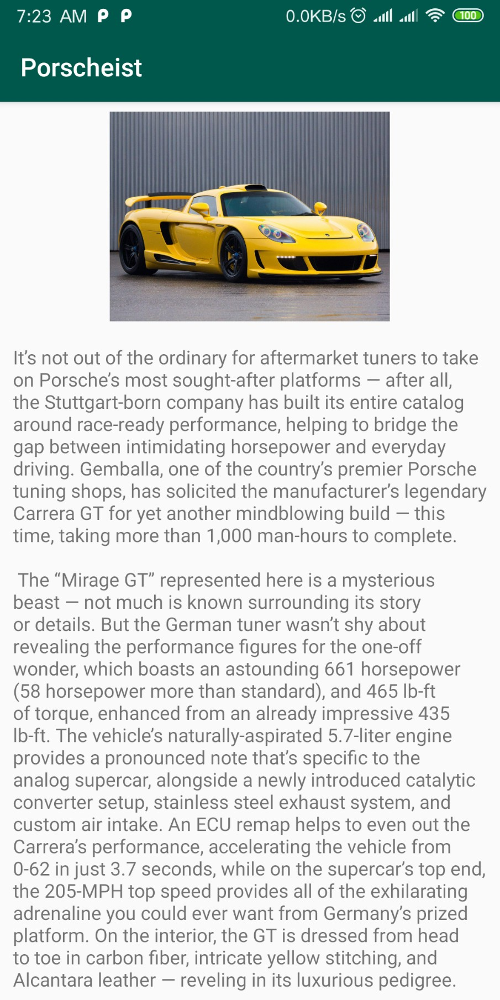 7:23 AM P P 0.0KB/s 100
Porscheist
It’s not out of the ordinary for aftermarket tuners to take
on Porsche’s most sought-after platforms — after all,
the Stuttgart-born company has built its entire catalog
around race-ready performance, helping to bridge the
gap between intimidating horsepower and everyday
driving. Gemballa, one of the country’s premier Porsche
tuning shops, has solicited the manufacturer’s legendary
Carrera GT for yet another mindblowing build — this
time, taking more than 1,000 man-hours to complete.
The “Mirage GT” represented here is a mysterious
beast — not much is known surrounding its story
or details. But the German tuner wasn’t shy about
revealing the performance figures for the one-off
wonder, which boasts an astounding 661 horsepower
(58 horsepower more than standard), and 465 lb-ft
of torque, enhanced from an already impressive 435
lb-ft. The vehicle’s naturally-aspirated 5.7-liter engine
provides a pronounced note that’s specific to the
analog supercar, alongside a newly introduced catalytic
converter setup, stainless steel exhaust system, and
custom air intake. An ECU remap helps to even out the
Carrera’s performance, accelerating the vehicle from
0-62 in just 3.7 seconds, while on the supercar’s top end,
the 205-MPH top speed provides all of the exhilarating
adrenaline you could ever want from Germany’s prized
platform. On the interior, the GT is dressed from head
to toe in carbon fiber, intricate yellow stitching, and
Alcantara leather — reveling in its luxurious pedigree.